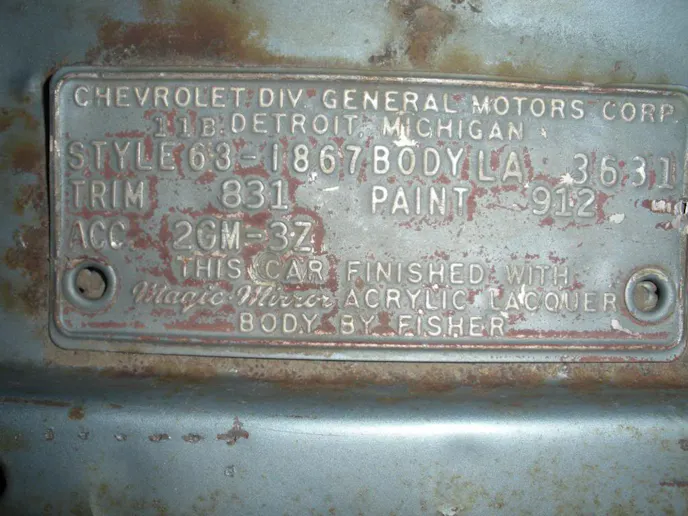 CHEVROLET DIV. GENERAL MOTORS CORP.
11B DETROIT, MICHIGAN
STYLE 63-1867 BODY LA 3631
TRIM 831 PAINT 912
ACC 2GM-3Z
THIS CAR FINISHED WITH
Magic-Mirror ACRYLIC LACQUER
BODY BY FISHER